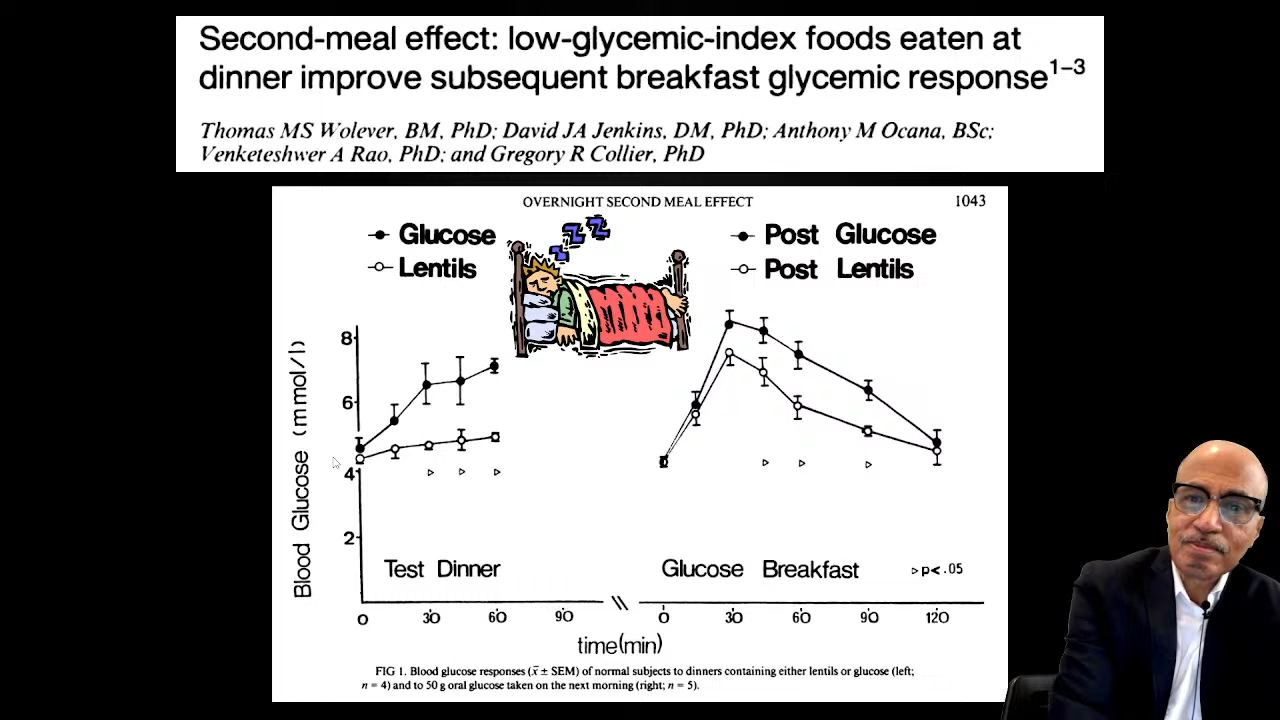 Second-meal effect: low-glycemic-index foods eaten at
dinner improve subsequent breakfast glycemic response1-3
Thomas MS Wolever, BM, PhD; David JA Jenkins, DM, PhD; Anthony M Ocana, BSc;
Venketeshwer A Rao, PhD; and Gregory R Collier, PhD
OVERNIGHT SECOND MEAL EFFECT 1043
Glucose
Lentils
Z Z Z
Post Glucose
Post Lentils
Blood Glucose (mmol/l)
8
6
4
2
Test Dinner
Glucose Breakfast
▹p<.05
0 30 60 90
0 30 60 90 120
time(min)
FIG 1. Blood glucose responses (x̄ ± SEM) of normal subjects to dinners containing either lentils or glucose (left;
n = 4) and to 50 g oral glucose taken on the next morning (right; n = 5).